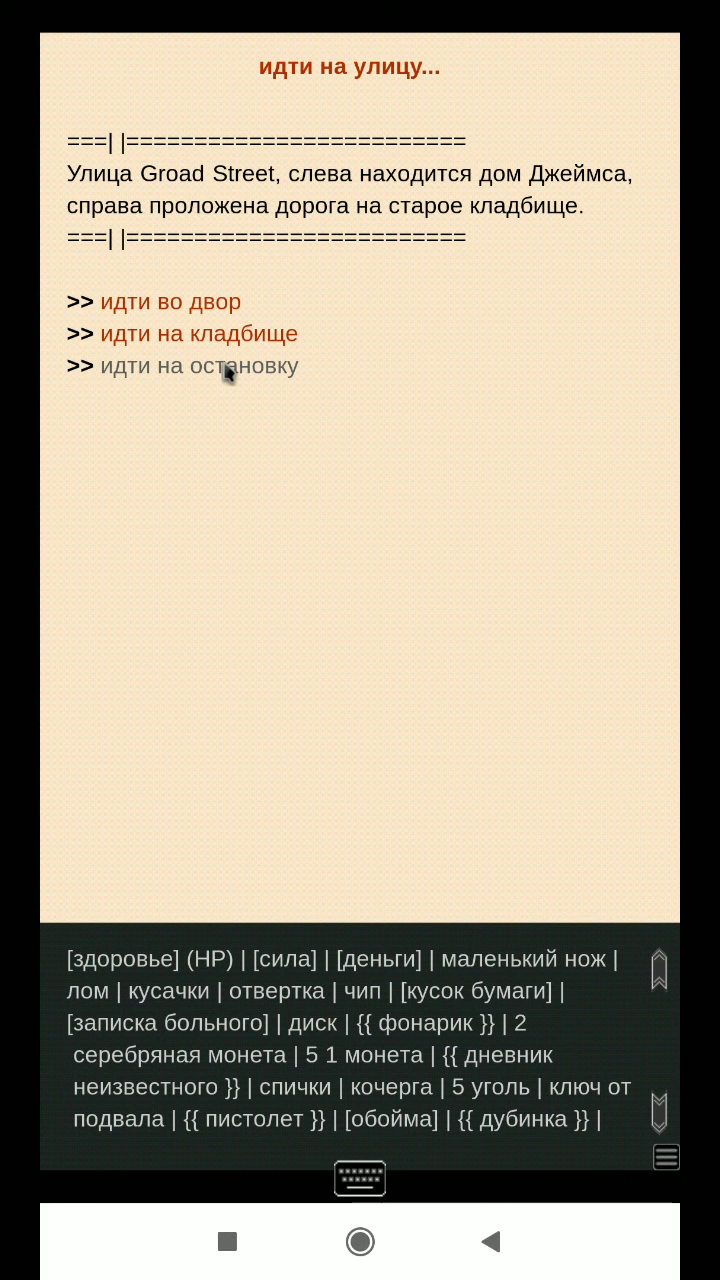 идти на улицу...
===| |=========================
Улица Groad Street, слева находится дом Джеймса,
справа проложена дорога на старое кладбище.
===| |=========================
>> идти во двор
>> идти на кладбище
>> идти на остановку
[здоровье] (HP) | [сила] | [деньги] | маленький нож |
лом | кусачки | отвертка | чип | [кусок бумаги] |
[записка больного] | диск | {{ фонарик }} | 2
серебряная монета | 5 1 монета | {{ дневник
неизвестного }} | спички | кочерга | 5 уголь | ключ от
подвала | {{ пистолет }} | [обойма] | {{ дубинка }} |